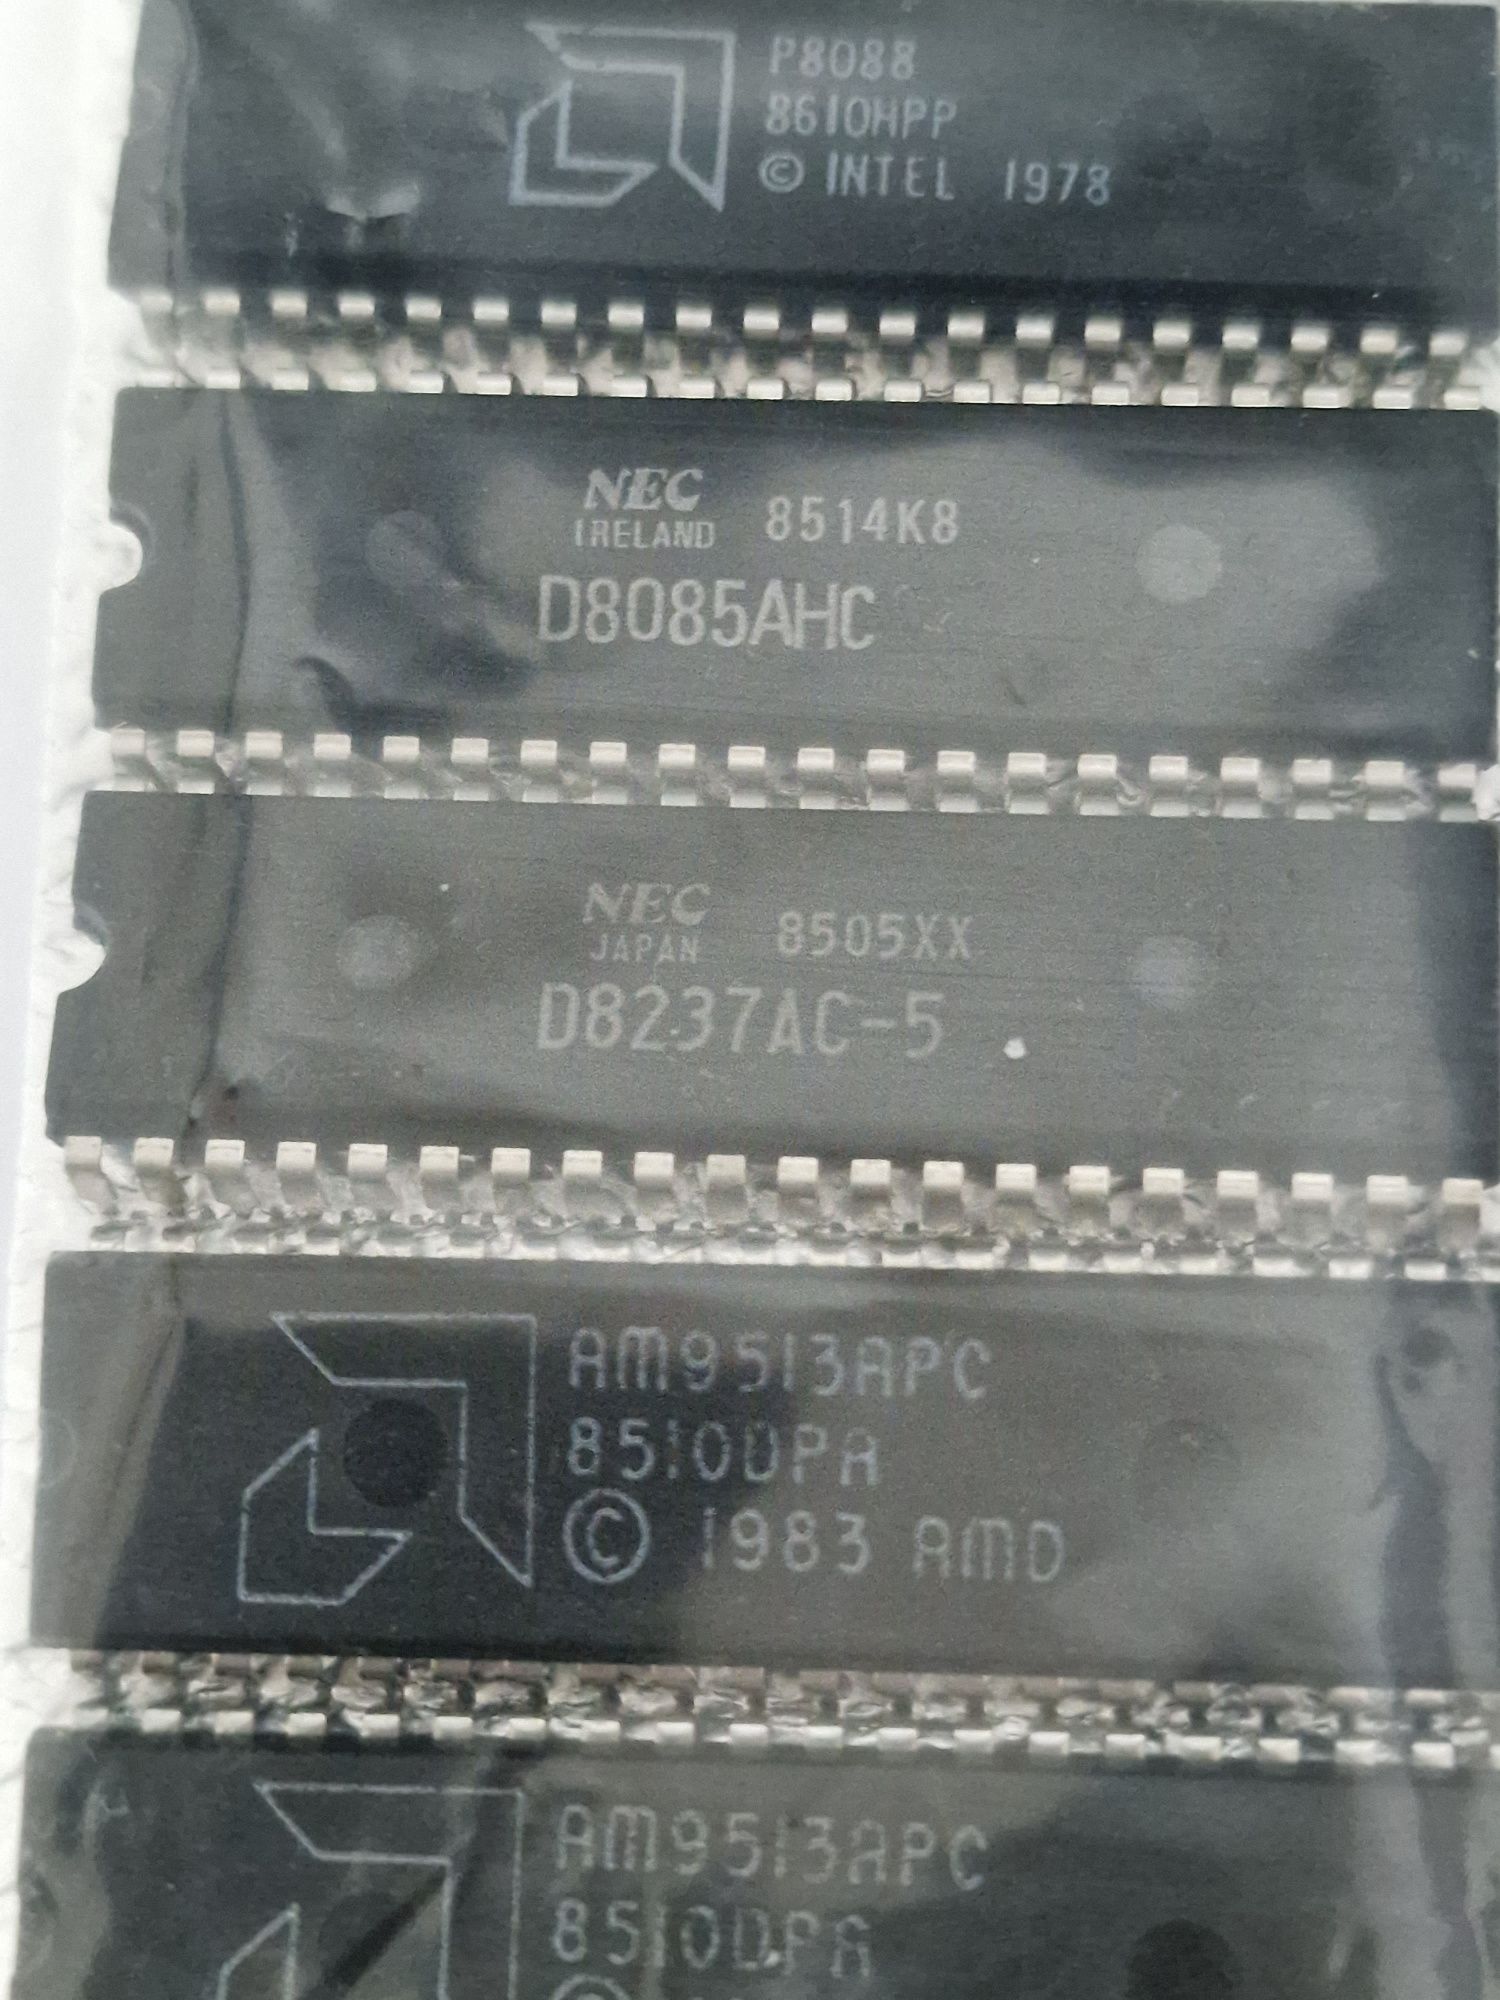 P8088
8610HPP
© INTEL 1978
NEC
IRELAND 8514K8
D8085AHC
NEC
JAPAN 8505XX
D8237AC-5
AM9513APC
8510DPA
© 1983 AMD
AM9513APC
8510DPA
©